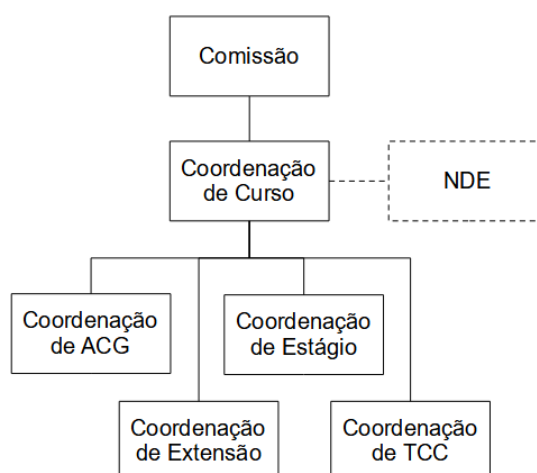 Comissão
Coordenação
de Curso
NDE
Coordenação
de ACG
Coordenação
de Estágio
Coordenação
de Extensão
Coordenação
de TCC